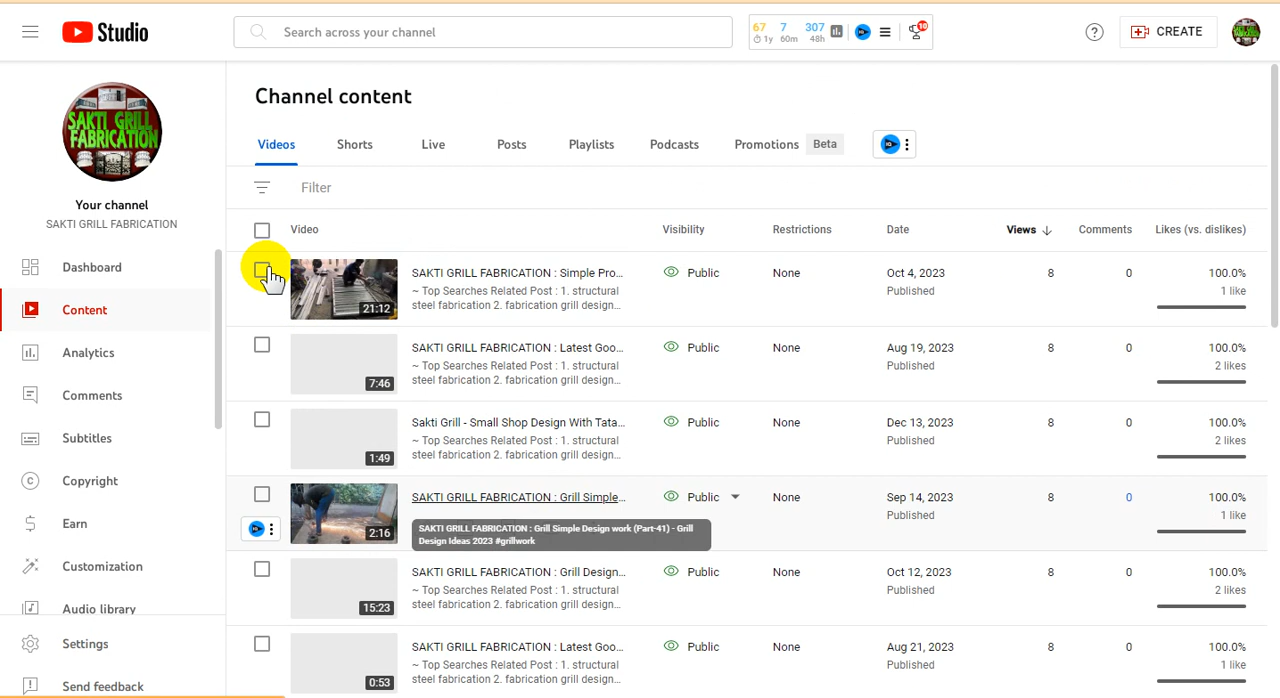 Studio
Search across your channel
67 7 307
1y 60m 48h
10
?
CREATE
SAKTI GRILL
FABRICATION
Your channel
SAKTI GRILL FABRICATION
Dashboard
Content
Analytics
Comments
Subtitles
Copyright
Earn
Customization
Audio library
Settings
Send feedback
Channel content
Videos Shorts Live Posts Playlists Podcasts Promotions Beta
Filter
Video Visibility Restrictions Date Views Comments Likes (vs. dislikes)
SAKTI GRILL FABRICATION : Simple Pro... Public None Oct 4, 2023 8 0 100.0%
~ Top Searches Related Post : 1. structural Published 1 like
steel fabrication 2. fabrication grill design...
21:12
SAKTI GRILL FABRICATION : Latest Goo... Public None Aug 19, 2023 8 0 100.0%
~ Top Searches Related Post : 1. structural Published 2 likes
steel fabrication 2. fabrication grill design...
7:46
Sakti Grill - Small Shop Design With Tata... Public None Dec 13, 2023 8 0 100.0%
~ Top Searches Related Post : 1. structural Published 2 likes
steel fabrication 2. fabrication grill design...
1:49
SAKTI GRILL FABRICATION : Grill Simple... Public None Sep 14, 2023 8 0 100.0%
Published 1 like
SAKTI GRILL FABRICATION : Grill Simple Design work (Part-41) - Grill
Design Ideas 2023 #grillwork
2:16
SAKTI GRILL FABRICATION : Grill Design... Public None Oct 12, 2023 8 0 100.0%
~ Top Searches Related Post : 1. structural Published 2 likes
steel fabrication 2. fabrication grill design...
15:23
SAKTI GRILL FABRICATION : Latest Goo... Public None Aug 21, 2023 8 0 100.0%
~ Top Searches Related Post : 1. structural Published 1 like
steel fabrication 2. fabrication grill design...
0:53